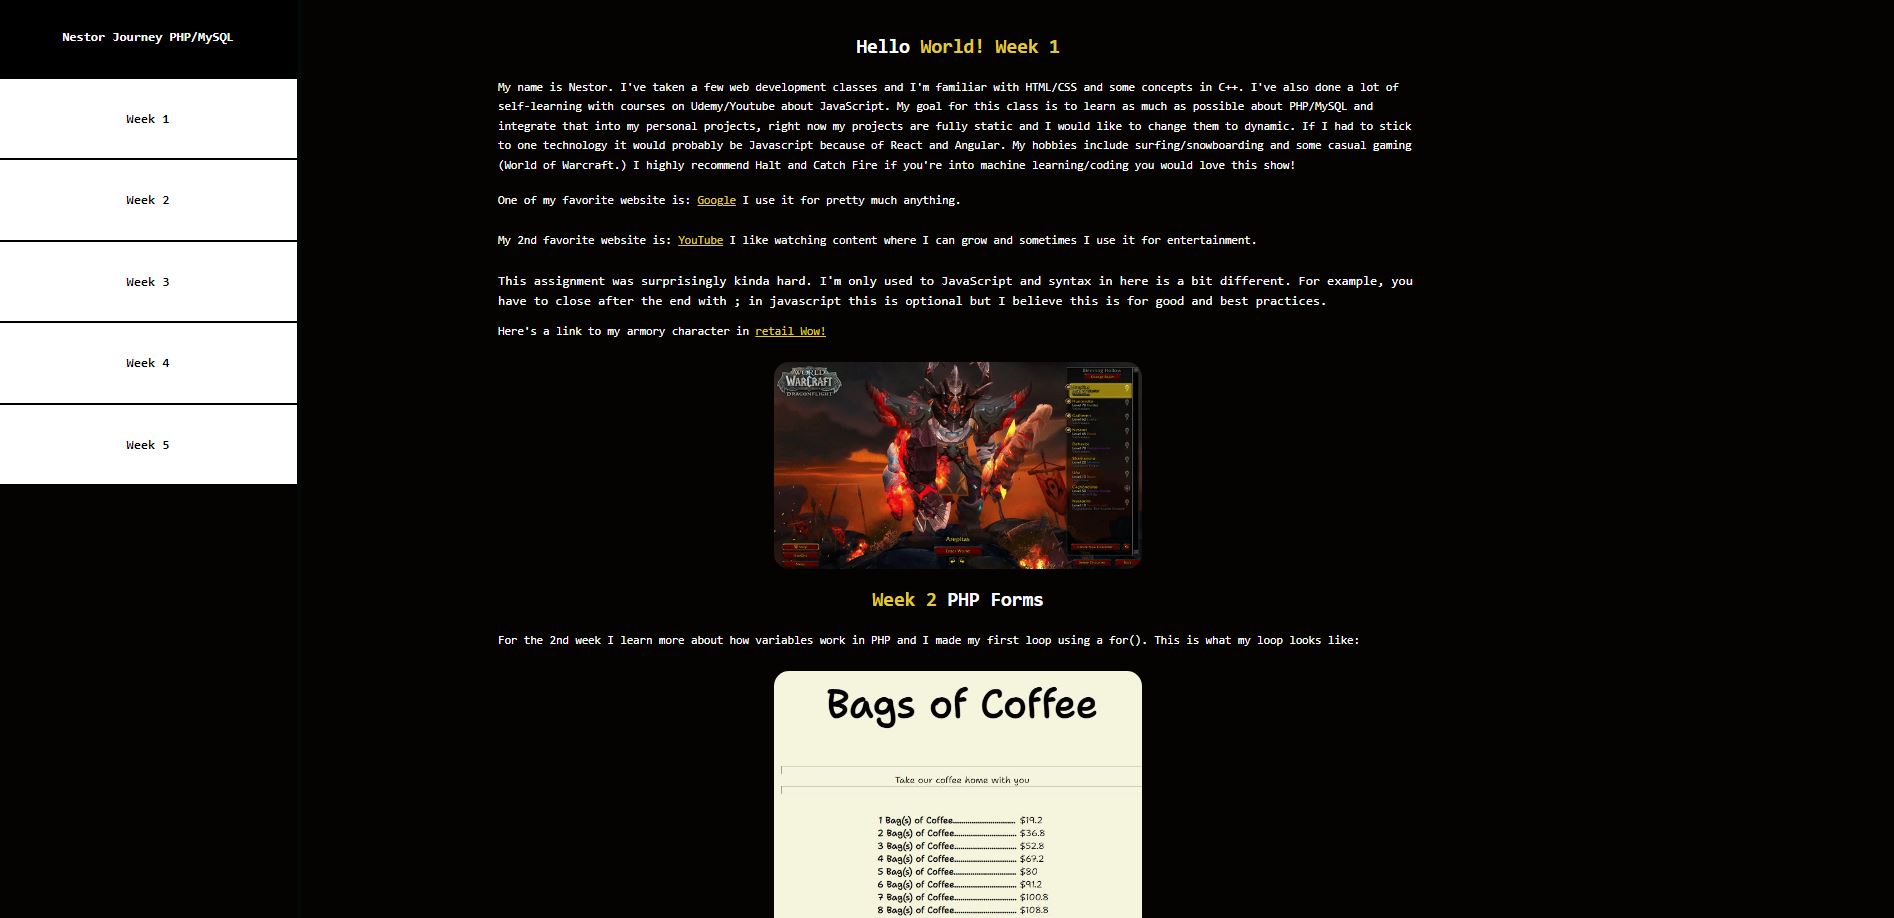 Nestor Journey PHP/MySQL
Week 1
Week 2
Week 3
Week 4
Week 5
Hello World! Week 1
My name is Nestor. I've taken a few web development classes and I'm familiar with HTML/CSS and some concepts in C++. I've also done a lot of
self-learning with courses on Udemy/Youtube about JavaScript. My goal for this class is to learn as much as possible about PHP/MySQL and
integrate that into my personal projects, right now my projects are fully static and I would like to change them to dynamic. If I had to stick
to one technology it would probably be Javascript because of React and Angular. My hobbies include surfing/snowboarding and some casual gaming
(World of Warcraft.) I highly recommend Halt and Catch Fire if you're into machine learning/coding you would love this show!
One of my favorite website is: Google I use it for pretty much anything.
My 2nd favorite website is: YouTube I like watching content where I can grow and sometimes I use it for entertainment.
This assignment was surprisingly kinda hard. I'm only used to JavaScript and syntax in here is a bit different. For example, you
have to close after the end with ; in javascript this is optional but I believe this is for good and best practices.
Here's a link to my armory character in retail Wow!
WORLD
WARCRAFT
DRAGONFLIGHT
Arepitas
Enter World
Week 2 PHP Forms
For the 2nd week I learn more about how variables work in PHP and I made my first loop using a for(). This is what my loop looks like:
Bags of Coffee
Take our coffee home with you
1 Bag(s) of Coffee............................ $19.2
2 Bag(s) of Coffee............................ $36.8
3 Bag(s) of Coffee............................ $52.8
4 Bag(s) of Coffee............................ $67.2
5 Bag(s) of Coffee............................ $80
6 Bag(s) of Coffee............................ $91.2
7 Bag(s) of Coffee............................ $100.8
8 Bag(s) of Coffee............................ $108.8